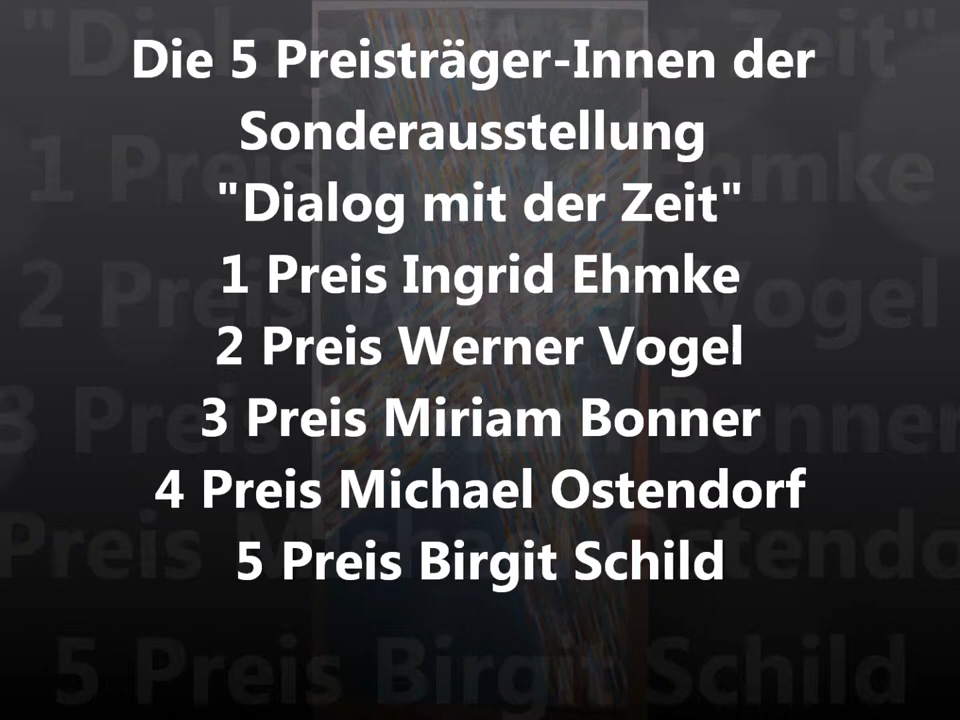 Die 5 Preisträger-Innen der
Sonderausstellung
"Dialog mit der Zeit"
1 Preis Ingrid Ehmke
2 Preis Werner Vogel
3 Preis Miriam Bonner
4 Preis Michael Ostendorf
5 Preis Birgit Schild